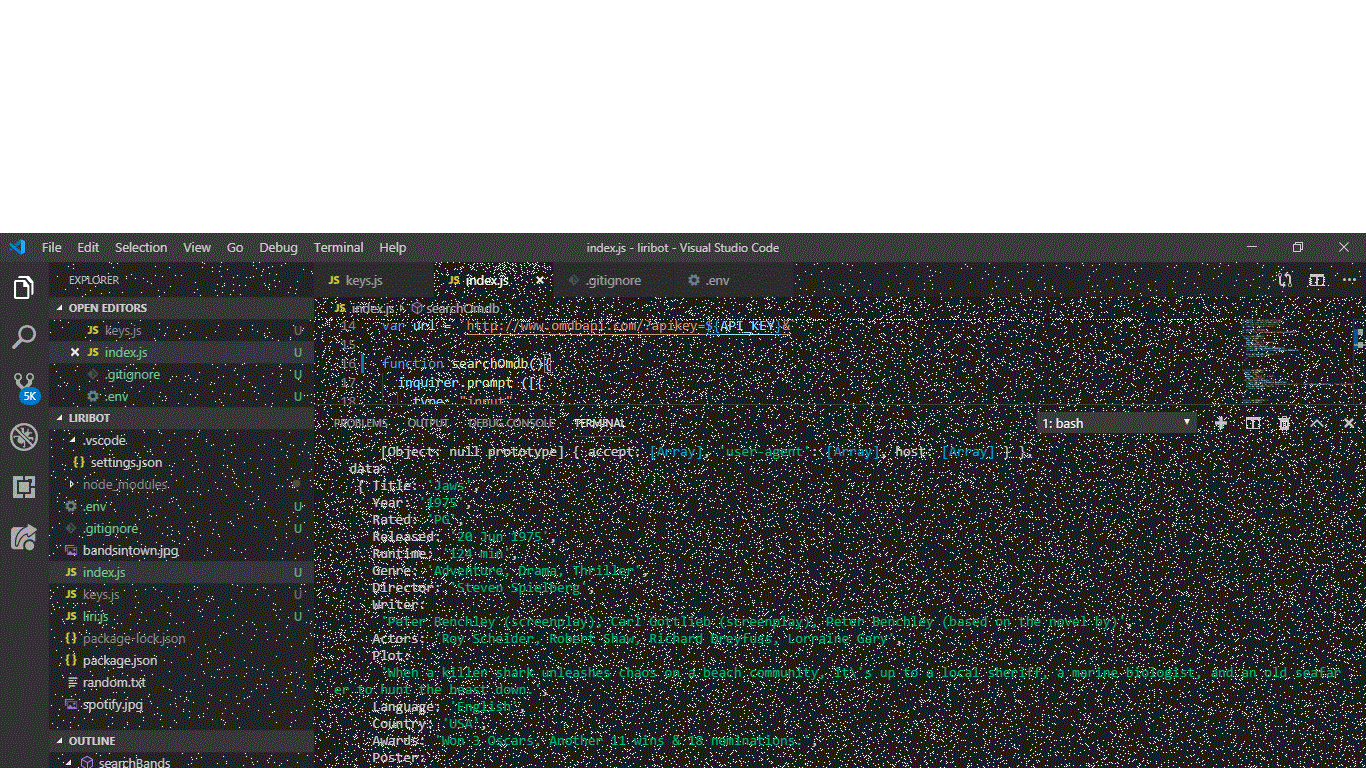 File Edit Selection View Go Debug Terminal Help index.js - liribot - Visual Studio Code
EXPLORER
OPEN EDITORS
keys.js U
index.js U
.gitignore U
.env U
5K
LIRIBOT
.vscode
{} settings.json
node_modules
.env U
.gitignore U
bandsintown.jpg
JS index.js U
JS keys.js U
JS liri.js U
{} package-lock.json
{} package.json
random.txt
spotify.jpg
OUTLINE
searchBands
JS keys.js JS index.js .gitignore .env
JS index.js searchOmdb
14 var url = `http://www.omdbapi.com/?apikey=${API_KEY}&
15
16 function searchOmdb(){
17 inquirer.prompt ([{
18 type: "input"
PROBLEMS OUTPUT DEBUG CONSOLE TERMINAL 1: bash
[Object: null prototype] { accept: [Array], 'user-agent': [Array], host: [Array] } },
data:
{ Title: 'Jaws',
Year: '1975',
Rated: 'PG',
Released: '20 Jun 1975',
Runtime: '124 min',
Genre: 'Adventure, Drama, Thriller',
Director: 'Steven Spielberg',
Writer:
'Peter Benchley (screenplay), Carl Gottlieb (screenplay), Peter Benchley (based on the novel by)',
Actors: 'Roy Scheider, Robert Shaw, Richard Dreyfuss, Lorraine Gary',
Plot:
'When a killer shark unleashes chaos on a beach community, it\'s up to a local sheriff, a marine biologist, and an old seafar
er to hunt the beast down.',
Language: 'English',
Country: 'USA',
Awards: 'Won 3 Oscars. Another 11 wins & 18 nominations.',
Poster: